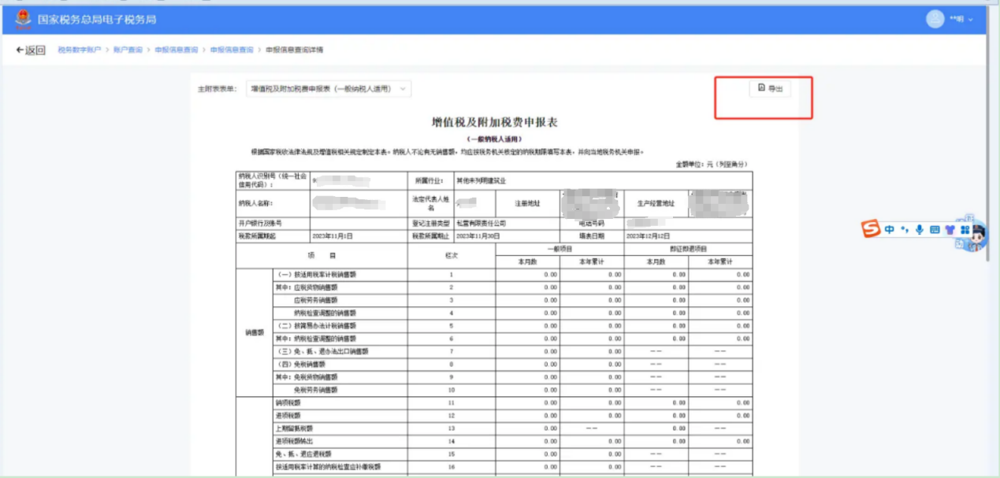 国家税务总局电子税务局
**明
返回 税务数字账户 > 账户查询 > 申报信息查询 > 申报信息查询 > 申报信息查询详情
主附表表单： 增值税及附加税费申报表（一般纳税人适用） 导出
增值税及附加税费申报表
（一般纳税人适用）
根据国家税收法律法规及增值税相关规定制定本表。纳税人不论有无销售额，均应按税务机关核定的纳税期限填写本表，并向当地税务机关申报。
金额单位：元（列至角分）
纳税人识别号（统一社会信用代码）： 所属行业： 其他未列明建筑业
纳税人名称： 法定代表人姓名 注册地址 生产经营地址
开户银行及账号 登记注册类型 私营有限责任公司 电话号码
税款所属期起 2023年11月1日 税款所属期止 2023年11月30日 填表日期 2023年12月12日
项 目 栏次 一般项目 即征即退项目
本月数 本年累计 本月数 本年累计
销售额
（一）按适用税率计税销售额 1 0.00 0.00 0.00 0.00
其中：应税货物销售额 2 0.00 0.00 0.00 0.00
应税劳务销售额 3 0.00 0.00 0.00 0.00
纳税检查调整的销售额 4 0.00 0.00 0.00 0.00
（二）按简易办法计税销售额 5 0.00 0.00 0.00 0.00
其中：纳税检查调整的销售额 6 0.00 0.00 0.00 0.00
（三）免、抵、退办法出口销售额 7 0.00 0.00 —— ——
（四）免税销售额 8 0.00 0.00 —— ——
其中：免税货物销售额 9 0.00 0.00 —— ——
免税劳务销售额 10 0.00 0.00 —— ——
销项税额 11 0.00 0.00 0.00 0.00
进项税额 12 0.00 0.00 0.00 0.00
上期留抵税额 13 0.00 —— 0.00 ——
进项税额转出 14 0.00 0.00 0.00 0.00
免、抵、退应退税额 15 0.00 0.00 —— ——
按适用税率计算的纳税检查应补缴税额 16 0.00 0.00 —— ——
S 中